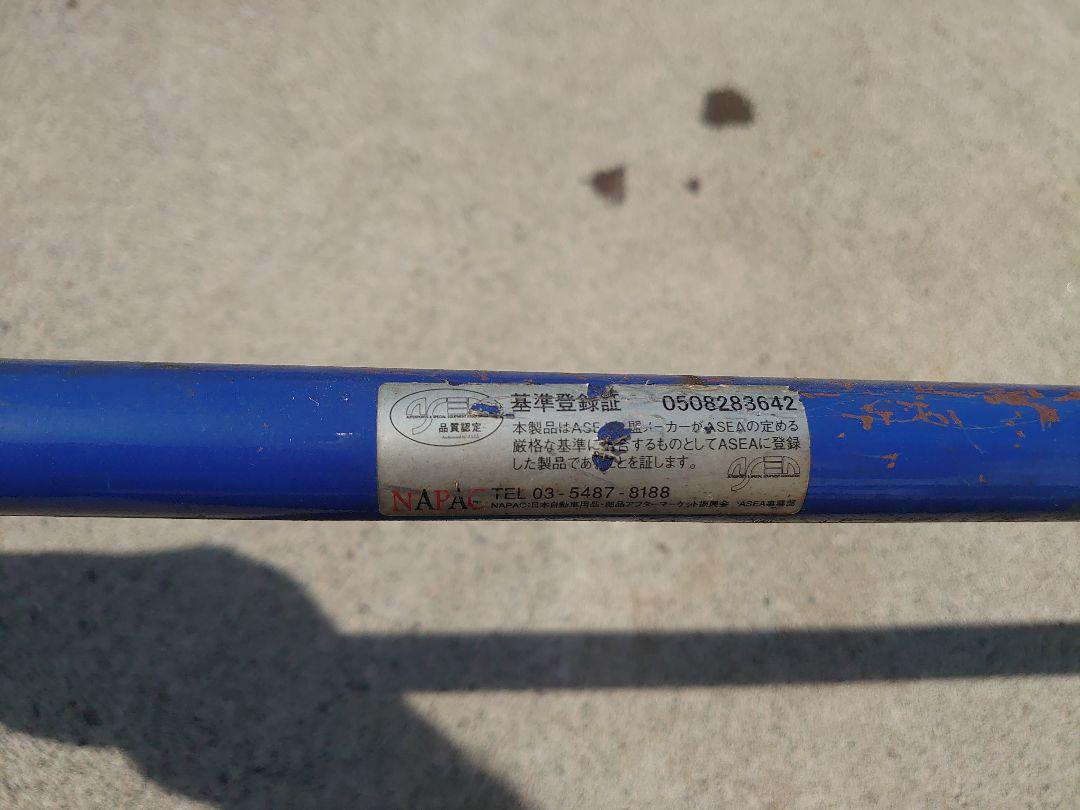 ASEA
品質認定
基準登録証 0508283642
本製品はASE 盟メーカーがASEAの定める
厳格な基準に 合するものとしてASEAに登録
した製品であ とを証します。
ASEA
NAPAC TEL 03-5487-8188
NAPAC:日本自動車用品・部品アフターマーケット振興会 ASEA事業部